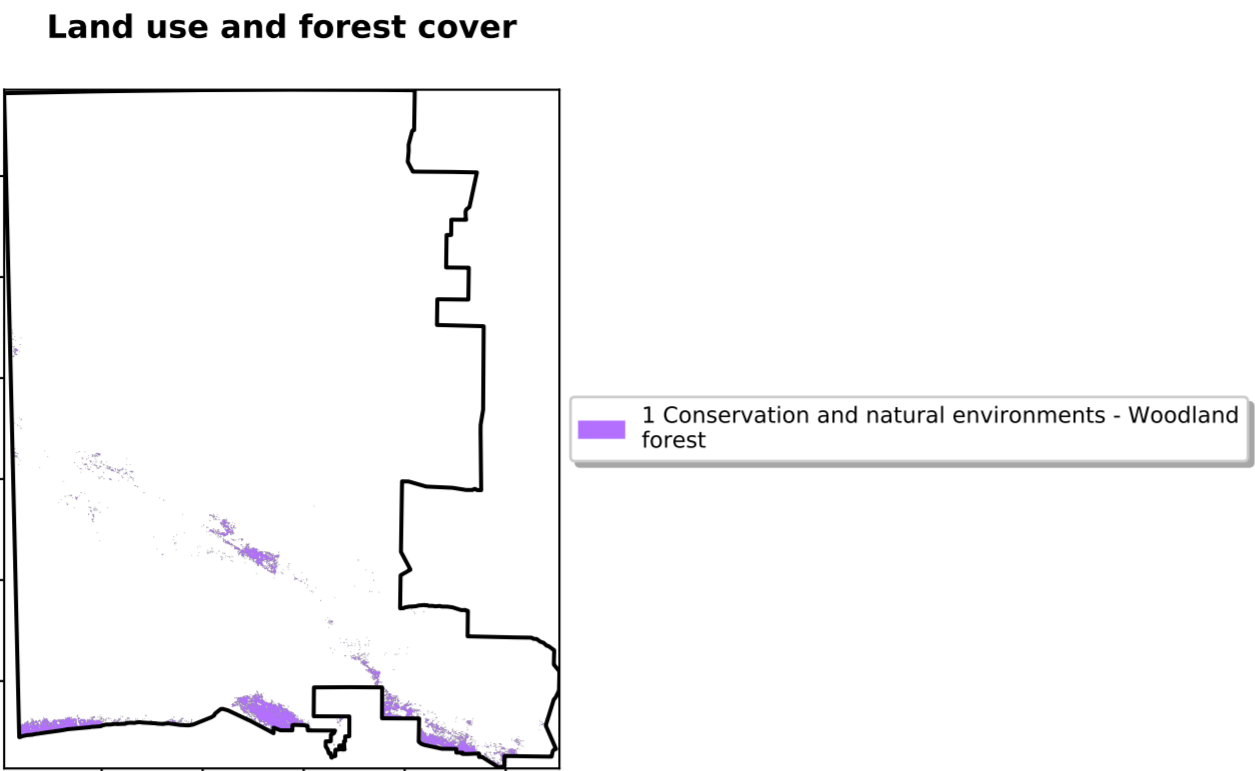 Land use and forest cover
1 Conservation and natural environments - Woodland
forest